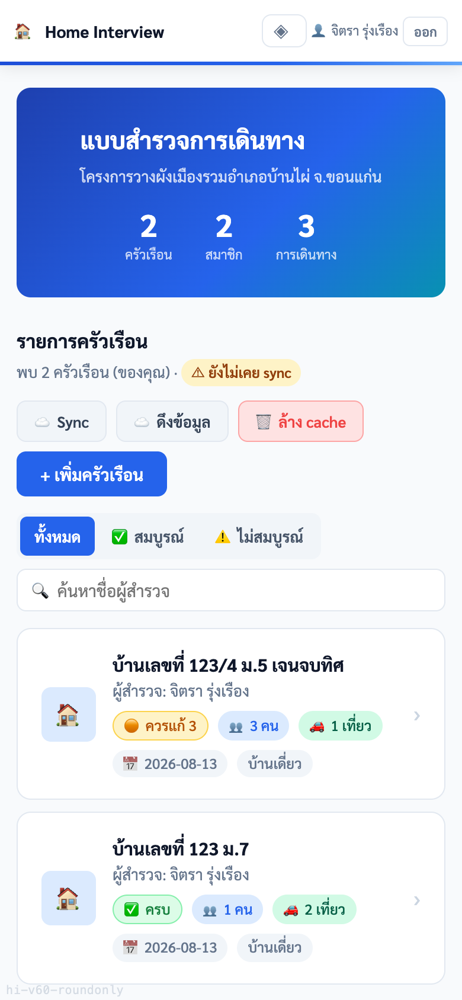 Home Interview
จิตรา รุ่งเรือง
ออก
แบบสำรวจการเดินทาง
โครงการวางผังเมืองรวมอำเภอบ้านไผ่ จ.ขอนแก่น
2 2 3
ครัวเรือน สมาชิก การเดินทาง
รายการครัวเรือน
พบ 2 ครัวเรือน (ของคุณ) · ⚠ ยังไม่เคย sync
Sync
ดึงข้อมูล
ล้าง cache
+ เพิ่มครัวเรือน
ทั้งหมด
สมบูรณ์
ไม่สมบูรณ์
ค้นหาชื่อผู้สำรวจ
บ้านเลขที่ 123/4 ม.5 เจนจบทิศ
ผู้สำรวจ: จิตรา รุ่งเรือง
ควรแก้ 3
3 คน
1 เที่ยว
2026-08-13
บ้านเดี่ยว
บ้านเลขที่ 123 ม.7
ผู้สำรวจ: จิตรา รุ่งเรือง
ครบ
1 คน
2 เที่ยว
2026-08-13
บ้านเดี่ยว
hi-v60-roundonly